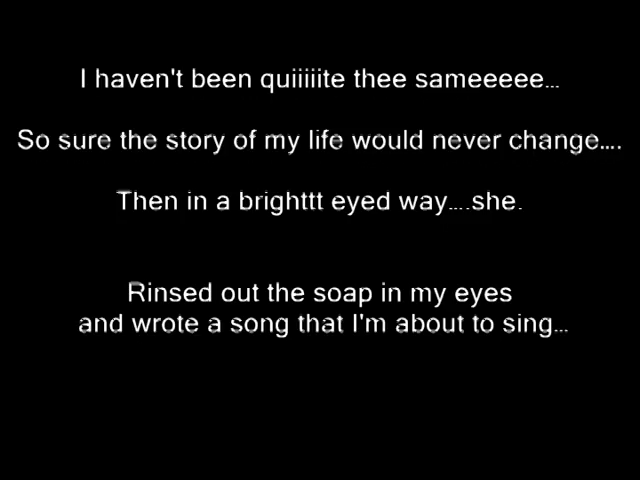 I haven't been quiiiiite thee sameeeee...
So sure the story of my life would never change....
Then in a brighttt eyed way....she.
Rinsed out the soap in my eyes
and wrote a song that I'm about to sing...